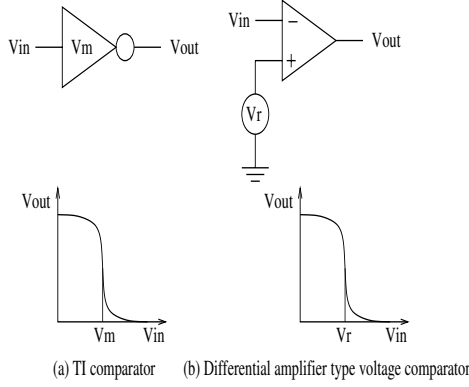 Vin Vm Vout
Vin − Vout
+
Vr
Vout
Vm Vin
Vout
Vr Vin
(a) TI comparator
(b) Differential amplifier type voltage comparator